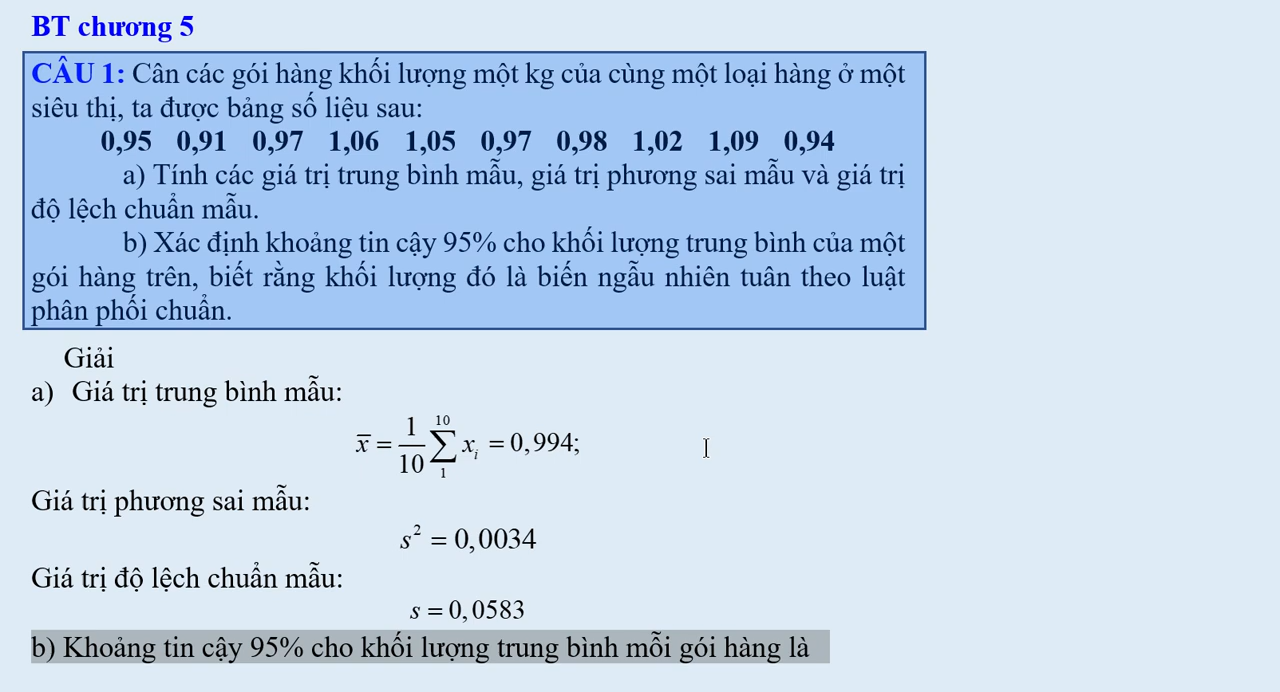 BT chương 5
CÂU 1: Cân các gói hàng khối lượng một kg của cùng một loại hàng ở một
siêu thị, ta được bảng số liệu sau:
0,95 0,91 0,97 1,06 1,05 0,97 0,98 1,02 1,09 0,94
a) Tính các giá trị trung bình mẫu, giá trị phương sai mẫu và giá trị
độ lệch chuẩn mẫu.
b) Xác định khoảng tin cậy 95% cho khối lượng trung bình của một
gói hàng trên, biết rằng khối lượng đó là biến ngẫu nhiên tuân theo luật
phân phối chuẩn.
Giải
a) Giá trị trung bình mẫu:
x̄ = 1/10 ∑₁¹⁰ xᵢ = 0,994;
Giá trị phương sai mẫu:
s² = 0,0034
Giá trị độ lệch chuẩn mẫu:
s = 0,0583
b) Khoảng tin cậy 95% cho khối lượng trung bình mỗi gói hàng là